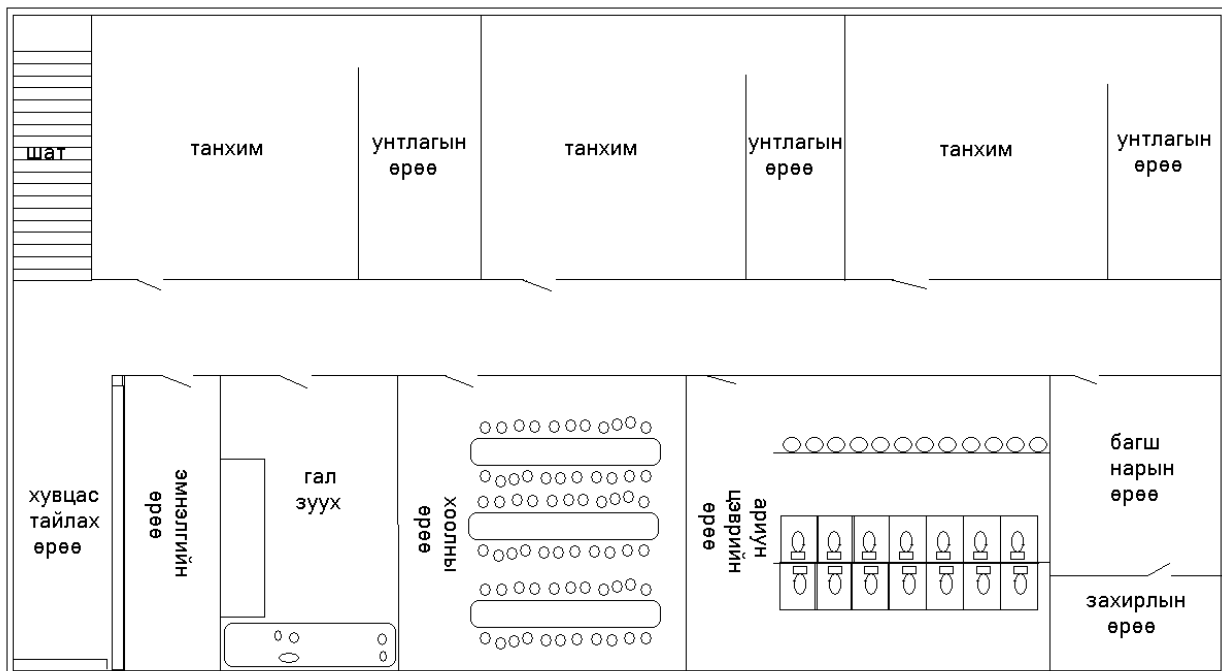 шат
танхим
унтлагын
өрөө
танхим
унтлагын
өрөө
танхим
унтлагын
өрөө
хувцас
тайлах
өрөө
эмнэлгийн
өрөө
гал
зуух
хоолны
өрөө
ариун
цэврийн
өрөө
багш
нарын
өрөө
захирлын
өрөө